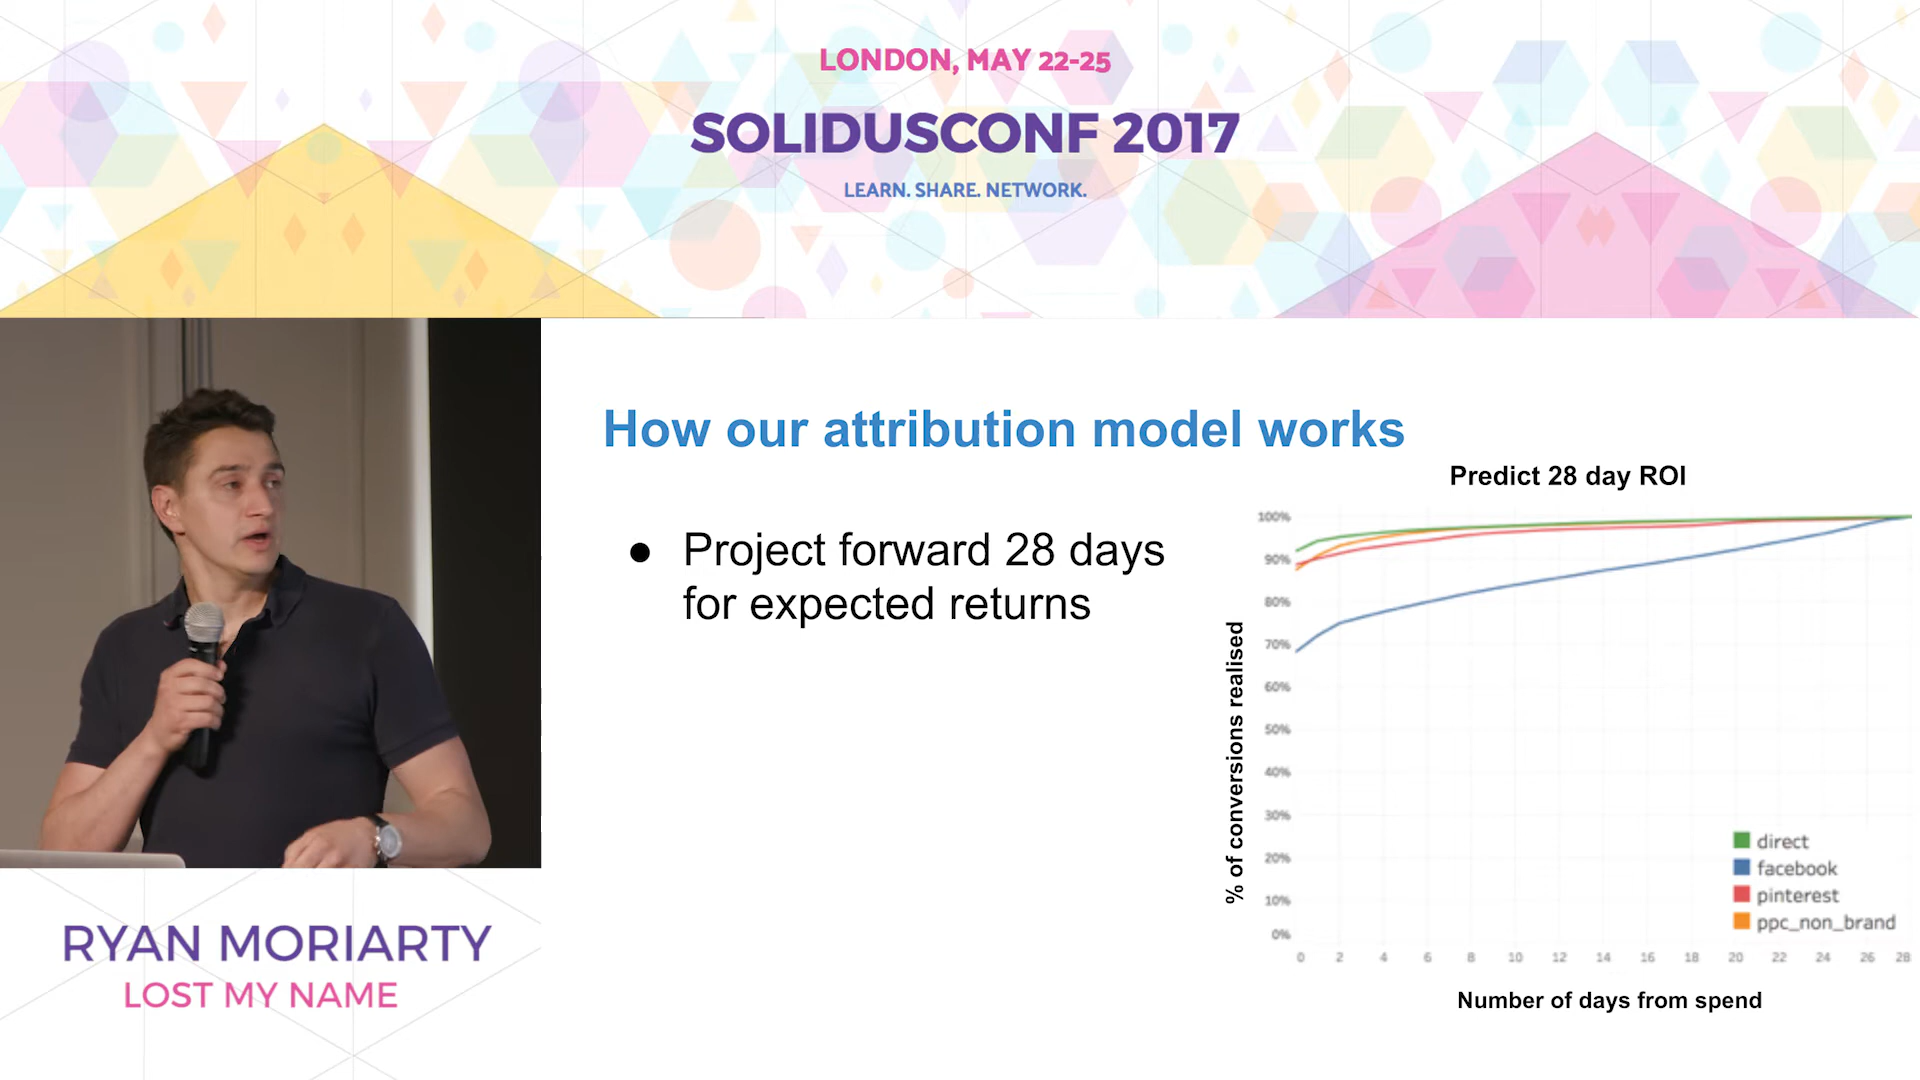 LONDON, MAY 22-25
SOLIDUSCONF 2017
LEARN. SHARE. NETWORK.
How our attribution model works
Predict 28 day ROI
● Project forward 28 days
for expected returns
% of conversions realised
100%
90%
80%
70%
60%
50%
40%
30%
20%
10%
0%
direct
facebook
pinterest
ppc_non_brand
0 2 4 6 8 10 12 14 16 18 20 22 24 26 28
Number of days from spend
RYAN MORIARTY
LOST MY NAME